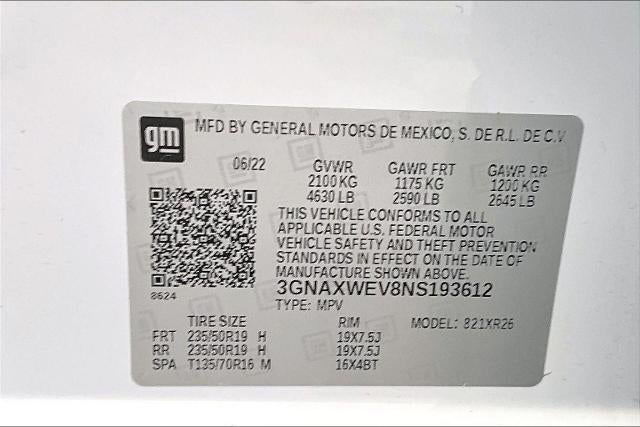 gm MFD BY GENERAL MOTORS DE MEXICO, S. DE R.L. DE C.V
06/22 GVWR GAWR FRT GAWR RR
2100 KG 1175 KG 1200 KG
4630 LB 2590 LB 2645 LB
THIS VEHICLE CONFORMS TO ALL
APPLICABLE U.S. FEDERAL MOTOR
VEHICLE SAFETY AND THEFT PREVENTION
STANDARDS IN EFFECT ON THE DATE OF
MANUFACTURE SHOWN ABOVE.
8624 3GNAXWEV8NS193612
TYPE: MPV
TIRE SIZE RIM MODEL: 821XR26
FRT 235/50R19 H 19X7.5J
RR 235/50R19 H 19X7.5J
SPA T135/70R16 M 16X4BT